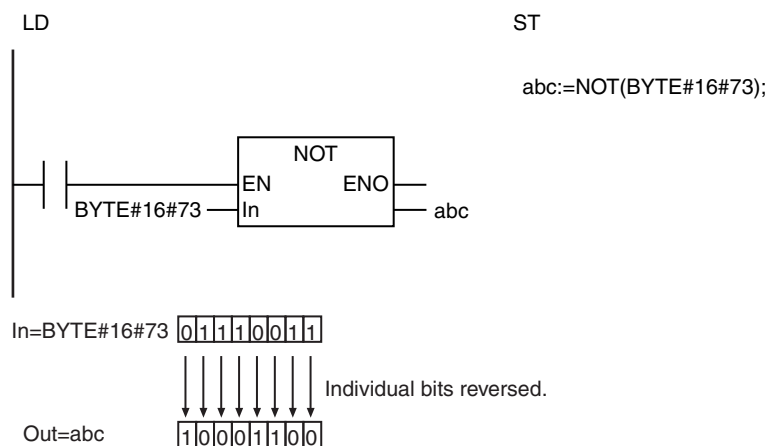 LD
ST
abc:=NOT(BYTE#16#73);
NOT
EN ENO
BYTE#16#73 In abc
In=BYTE#16#73 0 1 1 1 0 0 1 1
Individual bits reversed.
Out=abc 1 0 0 0 1 1 0 0